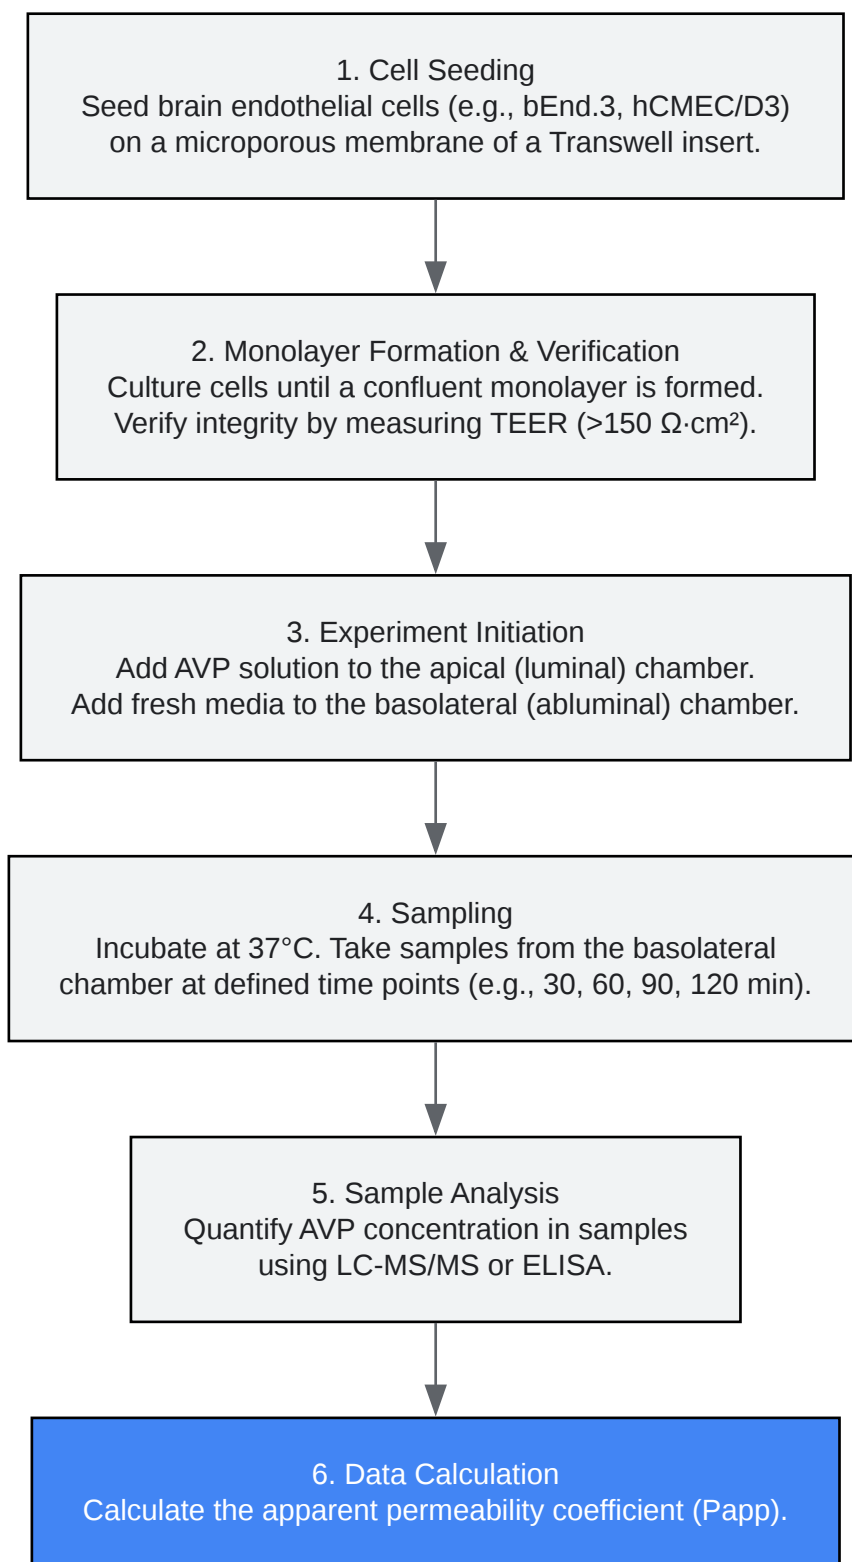 1. Cell Seeding
Seed brain endothelial cells (e.g., bEnd.3, hCMEC/D3)
on a microporous membrane of a Transwell insert.
2. Monolayer Formation & Verification
Culture cells until a confluent monolayer is formed.
Verify integrity by measuring TEER (>150 Ω·cm²).
3. Experiment Initiation
Add AVP solution to the apical (luminal) chamber.
Add fresh media to the basolateral (abluminal) chamber.
4. Sampling
Incubate at 37°C. Take samples from the basolateral
chamber at defined time points (e.g., 30, 60, 90, 120 min).
5. Sample Analysis
Quantify AVP concentration in samples
using LC-MS/MS or ELISA.
6. Data Calculation
Calculate the apparent permeability coefficient (Papp).